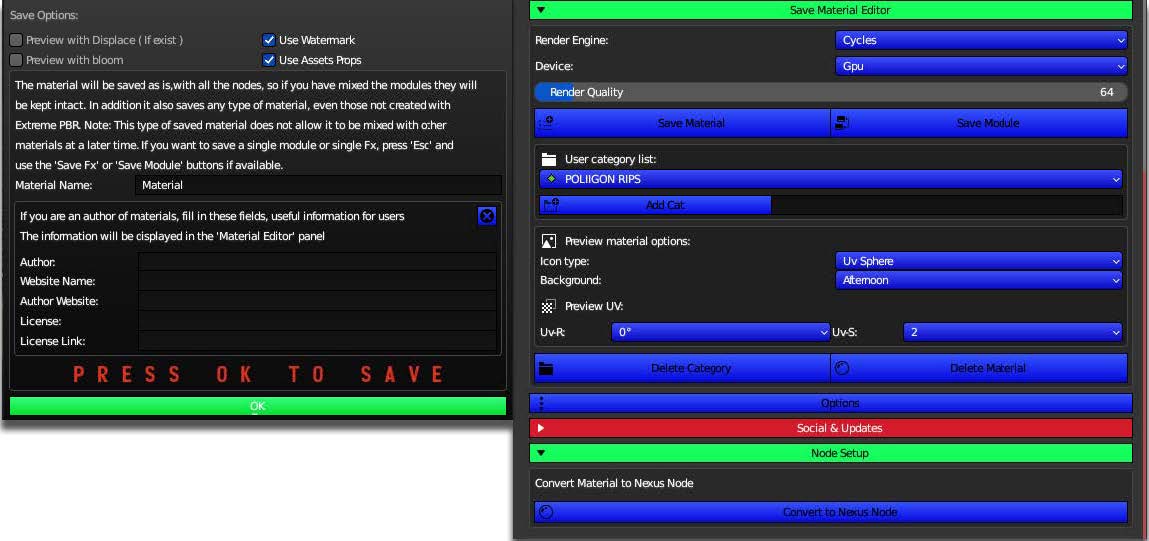 Save Options:
Preview with Displace ( If exist )
Use Watermark
Preview with bloom
Use Assets Props
The material will be saved as is, with all the nodes, so if you have mixed the modules they will
be kept intact. In addition it also saves any type of material, even those not created with
Extreme PBR. Note: This type of saved material does not allow it to be mixed with other
materials at a later time. If you want to save a single module or single Fx, press 'Esc' and
use the 'Save Fx' or 'Save Module' buttons if available.
Material Name: Material
If you are an author of materials, fill in these fields, useful information for users
The information will be displayed in the 'Material Editor' panel
Author:
Website Name:
Author Website:
License:
License Link:
PRESS OK TO SAVE
OK
Save Material Editor
Render Engine: Cycles
Device: Gpu
Render Quality 64
Save Material Save Module
User category list:
POLIIGON RIPS
Add Cat
Preview material options:
Icon type: Uv Sphere
Background: Afternoon
Preview UV:
Uv-R: 0° Uv-S: 2
Delete Category Delete Material
Options
Social & Updates
Node Setup
Convert Material to Nexus Node
Convert to Nexus Node